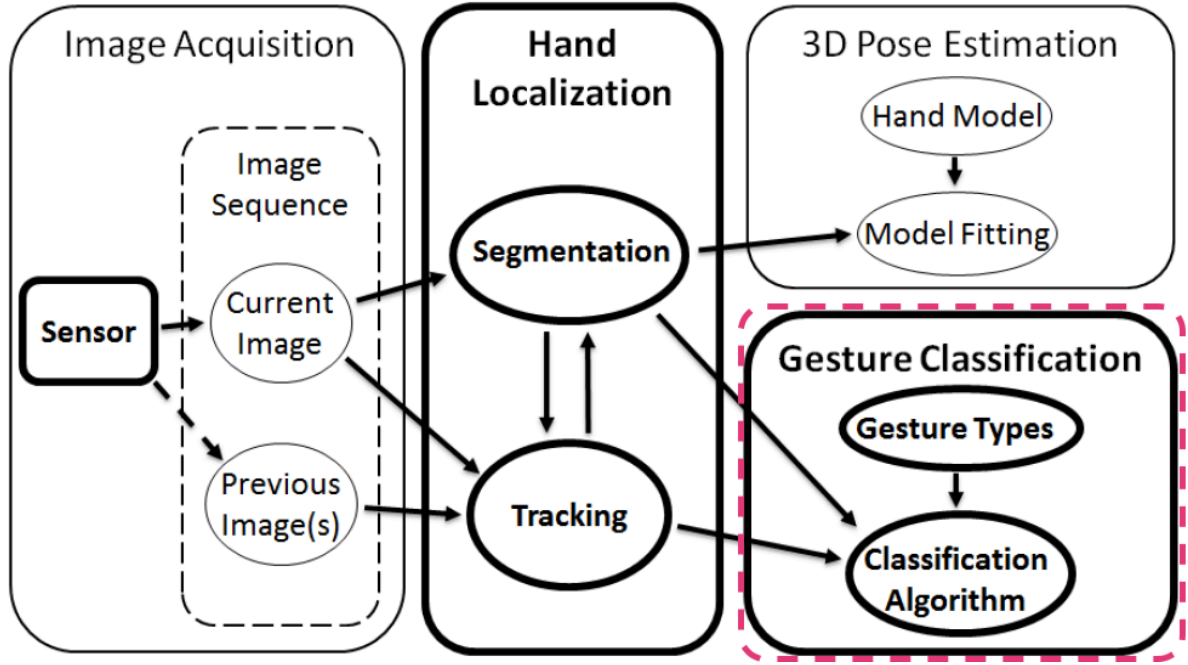 Image Acquisition
Image
Sequence
Sensor
Current
Image
Previous
Image(s)
Hand
Localization
Segmentation
Tracking
3D Pose Estimation
Hand Model
Model Fitting
Gesture Classification
Gesture Types
Classification
Algorithm